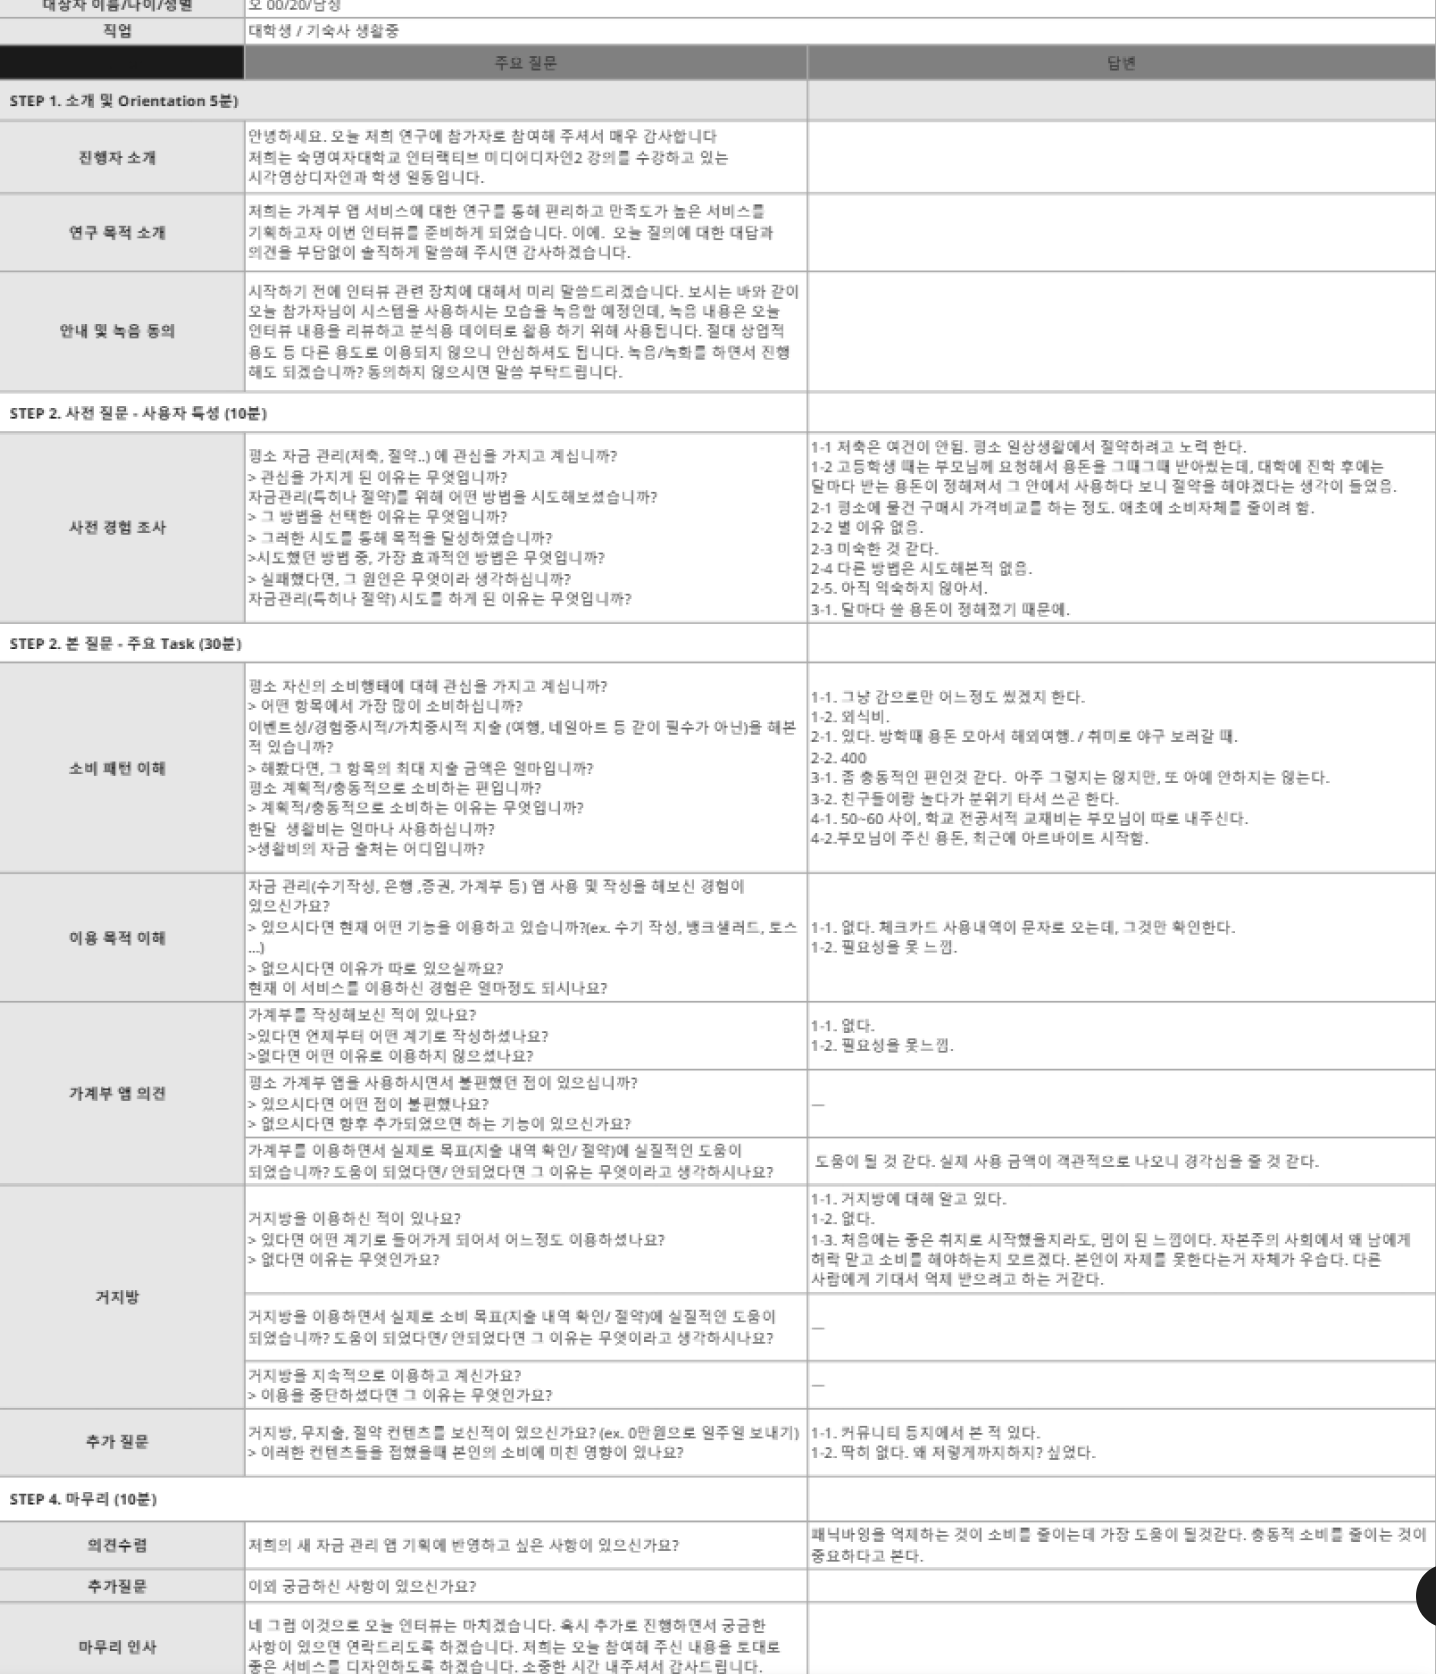 대상자 이름/나이/성별
오 00/20/남성
직업
대학생 / 기숙사 생활중
주요 질문
답변
STEP 1. 소개 및 Orientation 5분)
진행자 소개
안녕하세요. 오늘 저희 연구에 참가자로 참여해 주셔서 매우 감사합니다
저희는 숙명여자대학교 인터랙티브 미디어디자인2 강의를 수강하고 있는
시각영상디자인과 학생 일동입니다.
연구 목적 소개
저희는 가계부 앱 서비스에 대한 연구를 통해 편리하고 만족도가 높은 서비스를
기획하고자 이번 인터뷰를 준비하게 되었습니다. 이에. 오늘 질의에 대한 대답과
의견을 부담없이 솔직하게 말씀해 주시면 감사하겠습니다.
안내 및 녹음 동의
시작하기 전에 인터뷰 관련 장치에 대해서 미리 말씀드리겠습니다. 보시는 바와 같이
오늘 참가자님이 시스템을 사용하시는 모습을 녹음할 예정인데, 녹음 내용은 오늘
인터뷰 내용을 리뷰하고 분석용 데이터로 활용 하기 위해 사용됩니다. 절대 상업적
용도 등 다른 용도로 이용되지 않으니 안심하셔도 됩니다. 녹음/녹화를 하면서 진행
해도 되겠습니까? 동의하지 않으시면 말씀 부탁드립니다.
STEP 2. 사전 질문 - 사용자 특성 (10분)
사전 경험 조사
평소 자금 관리(저축, 절약..) 에 관심을 가지고 계십니까?
> 관심을 가지게 된 이유는 무엇입니까?
자금관리(특히나 절약)를 위해 어떤 방법을 시도해보셨습니까?
> 그 방법을 선택한 이유는 무엇입니까?
> 그러한 시도를 통해 목적을 달성하였습니까?
>시도했던 방법 중, 가장 효과적인 방법은 무엇입니까?
> 실패했다면, 그 원인은 무엇이라 생각하십니까?
자금관리(특히나 절약) 시도를 하게 된 이유는 무엇입니까?
1-1 저축은 여건이 안됨. 평소 일상생활에서 절약하려고 노력 한다.
1-2 고등학생 때는 부모님께 요청해서 용돈을 그때그때 받아썼는데, 대학에 진학 후에는
달마다 받는 용돈이 정해져서 그 안에서 사용하다 보니 절약을 해야겠다는 생각이 들었음.
2-1 평소에 물건 구매시 가격비교를 하는 정도. 애초에 소비자체를 줄이려 함.
2-2 별 이유 없음.
2-3 미숙한 것 같다.
2-4 다른 방법은 시도해본적 없음.
2-5. 아직 익숙하지 않아서.
3-1. 달마다 쓸 용돈이 정해졌기 때문에.
STEP 2. 본 질문 - 주요 Task (30분)
소비 패턴 이해
평소 자신의 소비행태에 대해 관심을 가지고 계십니까?
> 어떤 항목에서 가장 많이 소비하십니까?
이벤트성/경험중시적/가치중시적 지출 (여행, 네일아트 등 같이 필수가 아닌)을 해본
적 있습니까?
> 해봤다면, 그 항목의 최대 지출 금액은 얼마입니까?
평소 계획적/충동적으로 소비하는 편입니까?
> 계획적/충동적으로 소비하는 이유는 무엇입니까?
한달 생활비는 얼마나 사용하십니까?
>생활비의 자금 출처는 어디입니까?
1-1. 그냥 감으로만 어느정도 썼겠지 한다.
1-2. 외식비.
2-1. 있다. 방학때 용돈 모아서 해외여행. / 취미로 야구 보러갈 때.
2-2. 400
3-1. 좀 충동적인 편인것 같다. 아주 그렇지는 않지만, 또 아예 안하지는 않는다.
3-2. 친구들이랑 놀다가 분위기 타서 쓰곤 한다.
4-1. 50~60 사이, 학교 전공서적 교재비는 부모님이 따로 내주신다.
4-2.부모님이 주신 용돈, 최근에 아르바이트 시작함.
이용 목적 이해
자금 관리(수기작성, 은행 ,증권, 가계부 등) 앱 사용 및 작성을 해보신 경험이
있으신가요?
> 있으시다면 현재 어떤 기능을 이용하고 있습니까?(ex. 수기 작성, 뱅크샐러드, 토스
...)
> 없으시다면 이유가 따로 있으실까요?
현재 이 서비스를 이용하신 경험은 얼마정도 되시나요?
1-1. 없다. 체크카드 사용내역이 문자로 오는데, 그것만 확인한다.
1-2. 필요성을 못 느낌.
가계부 앱 의견
가계부를 작성해보신 적이 있나요?
>있다면 언제부터 어떤 계기로 작성하셨나요?
>없다면 어떤 이유로 이용하지 않으셨나요?
1-1. 없다.
1-2. 필요성을 못느낌.
평소 가계부 앱을 사용하시면서 불편했던 점이 있으십니까?
> 있으시다면 어떤 점이 불편했나요?
> 없으시다면 향후 추가되었으면 하는 기능이 있으신가요?
—
가계부를 이용하면서 실제로 목표(지출 내역 확인/ 절약)에 실질적인 도움이
되었습니까? 도움이 되었다면/ 안되었다면 그 이유는 무엇이라고 생각하시나요?
도움이 될 것 같다. 실제 사용 금액이 객관적으로 나오니 경각심을 줄 것 같다.
거지방
거지방을 이용하신 적이 있나요?
> 있다면 어떤 계기로 들어가게 되어서 어느정도 이용하셨나요?
> 없다면 이유는 무엇인가요?
1-1. 거지방에 대해 알고 있다.
1-2. 없다.
1-3. 처음에는 좋은 취지로 시작했을지라도, 밈이 된 느낌이다. 자본주의 사회에서 왜 남에게
허락 맡고 소비를 해야하는지 모르겠다. 본인이 자제를 못한다는거 자체가 우습다. 다른
사람에게 기대서 억제 받으려고 하는 거같다.
거지방을 이용하면서 실제로 소비 목표(지출 내역 확인/ 절약)에 실질적인 도움이
되었습니까? 도움이 되었다면/ 안되었다면 그 이유는 무엇이라고 생각하시나요?
—
거지방을 지속적으로 이용하고 계신가요?
> 이용을 중단하셨다면 그 이유는 무엇인가요?
—
추가 질문
거지방, 무지출, 절약 컨텐츠를 보신적이 있으신가요? (ex. 0만원으로 일주일 보내기)
> 이러한 컨텐츠들을 접했을때 본인의 소비에 미친 영향이 있나요?
1-1. 커뮤니티 등지에서 본 적 있다.
1-2. 딱히 없다. 왜 저렇게까지하지? 싶었다.
STEP 4. 마무리 (10분)
의견수렴
저희의 새 자금 관리 앱 기획에 반영하고 싶은 사항이 있으신가요?
패닉바잉을 억제하는 것이 소비를 줄이는데 가장 도움이 될것같다. 충동적 소비를 줄이는 것이
중요하다고 본다.
추가질문
이외 궁금하신 사항이 있으신가요?
마무리 인사
네 그럼 이것으로 오늘 인터뷰는 마치겠습니다. 혹시 추가로 진행하면서 궁금한
사항이 있으면 연락드리도록 하겠습니다. 저희는 오늘 참여해 주신 내용을 토대로
좋은 서비스를 디자인하도록 하겠습니다. 소중한 시간 내주셔서 감사드립니다.